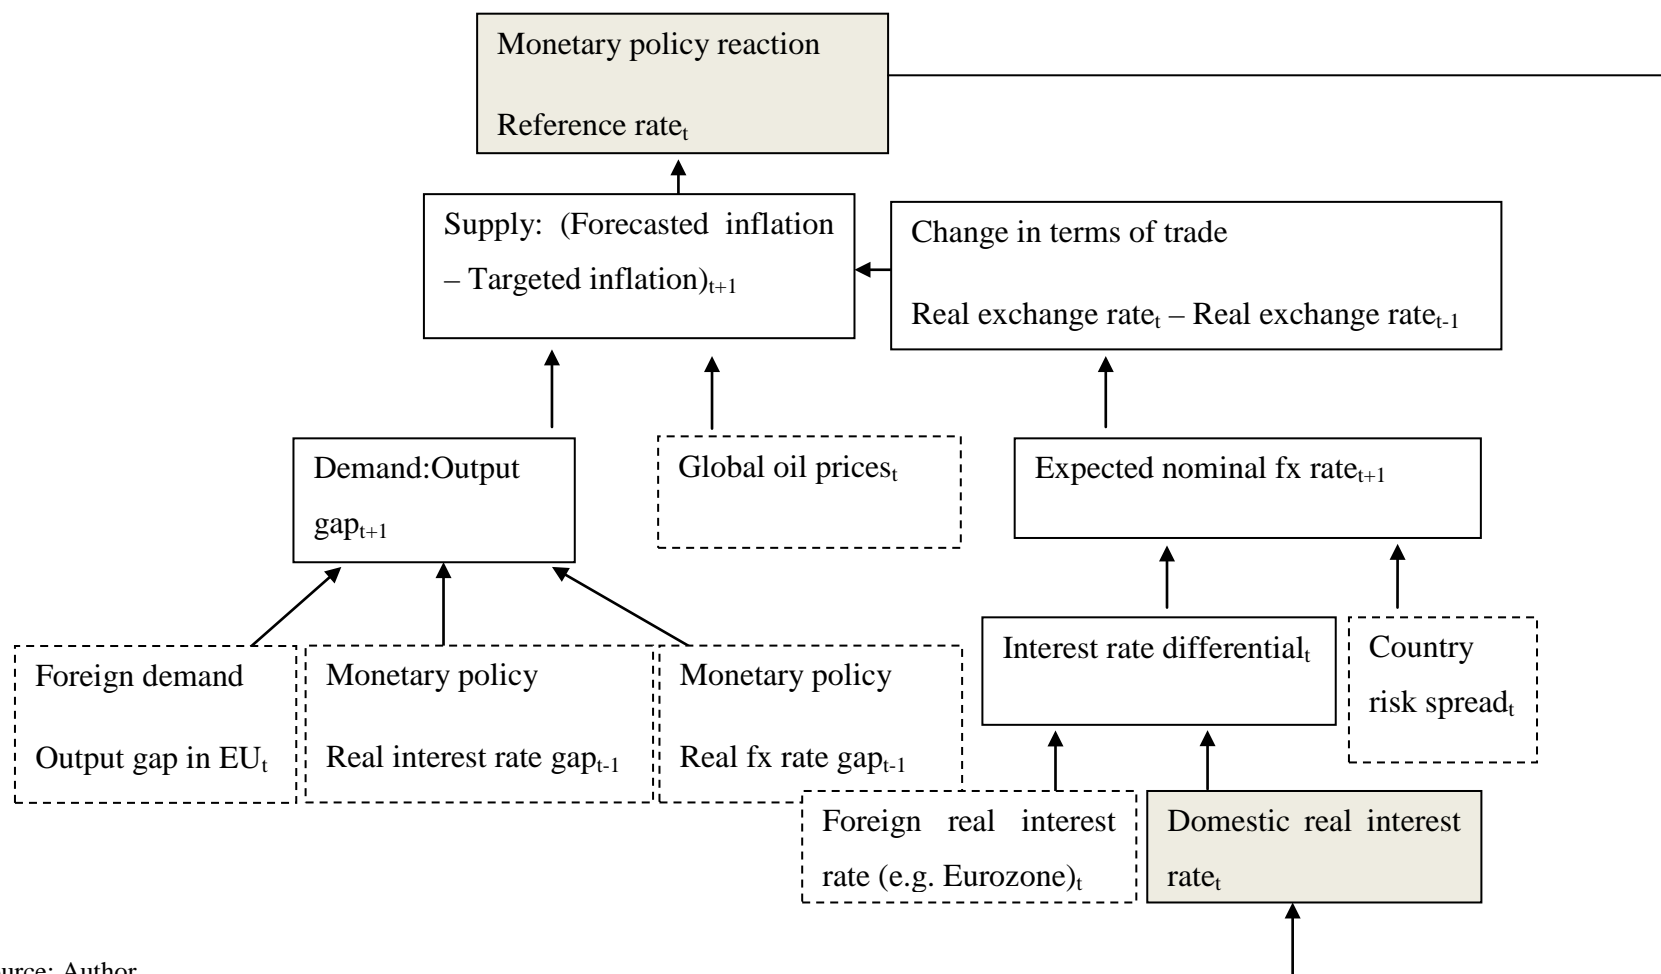 Monetary policy reaction
Reference rateₜ
Supply: (Forecasted inflation
– Targeted inflation)ₜ₊₁
Change in terms of trade
Real exchange rateₜ – Real exchange rateₜ₋₁
Demand:Output
gapₜ₊₁
Global oil pricesₜ
Expected nominal fx rateₜ₊₁
Foreign demand
Output gap in EUₜ
Monetary policy
Real interest rate gapₜ₋₁
Monetary policy
Real fx rate gapₜ₋₁
Interest rate differentialₜ
Country
risk spreadₜ
Foreign real interest
rate (e.g. Eurozone)ₜ
Domestic real interest
rateₜ
urce: Author